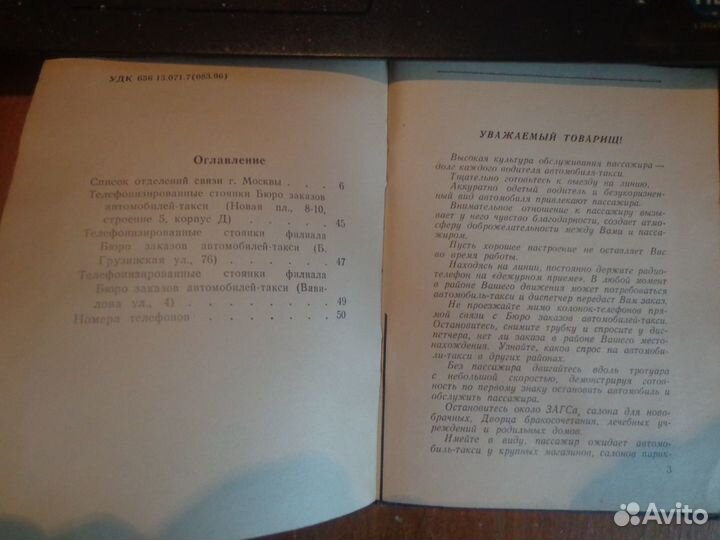 УДК 656 13.071.7(083.96)
Оглавление
Список отделений связи г. Москвы . . . 6
Телефонизированные стоянки Бюро заказов
автомобилей-такси (Новая пл., 8-10,
строение 5, корпус Д) . . . . . . . 45
Телефонизированные стоянки филиала
Бюро заказов автомобилей-такси (Б.
Грузинская ул., 76) . . . . . . . 47
Телефонизированные стоянки филиала
Бюро заказов автомобилей-такси (Вави-
лова ул., 4) . . . . . . . . 49
Номера телефонов . . . . . . . 50
УВАЖАЕМЫЙ ТОВАРИЩ!
Высокая культура обслуживания пассажира —
долг каждого водителя автомобиля-такси.
Тщательно готовьтесь к выезду на линию.
Аккуратно одетый водитель и безукоризнен-
ный вид автомобиля привлекают пассажира.
Внимательное отношение к пассажиру вызы-
вает у него чувство благодарности, создает атмо-
сферу доброжелательности между Вами и пасса-
жиром.
Пусть хорошее настроение не оставляет Вас
во время работы.
Находясь на линии, постоянно держите радио-
телефон на «дежурном приеме». В любой момент
в районе Вашего движения может потребоваться
автомобиль-такси и диспетчер передаст Вам заказ.
Не проезжайте мимо колонок-телефонов пря-
мой связи с Бюро заказов автомобилей-такси.
Остановитесь, снимите трубку и спросите у дис-
петчера, нет ли заказа в районе Вашего место-
нахождения. Узнайте, каков спрос на автомоби-
ли-такси в других районах.
Без пассажира двигайтесь вдоль тротуара
с небольшой скоростью, демонстрируя готов-
ность по первому знаку остановить автомобиль и
обслужить пассажира.
Остановитесь около ЗАГСа, салона для ново-
брачных, Дворца бракосочетания, лечебных уч-
реждений и родильных домов.
Имейте в виду, пассажир ожидает автомо-
биль-такси у крупных магазинов, салонов парик-
3
Avito